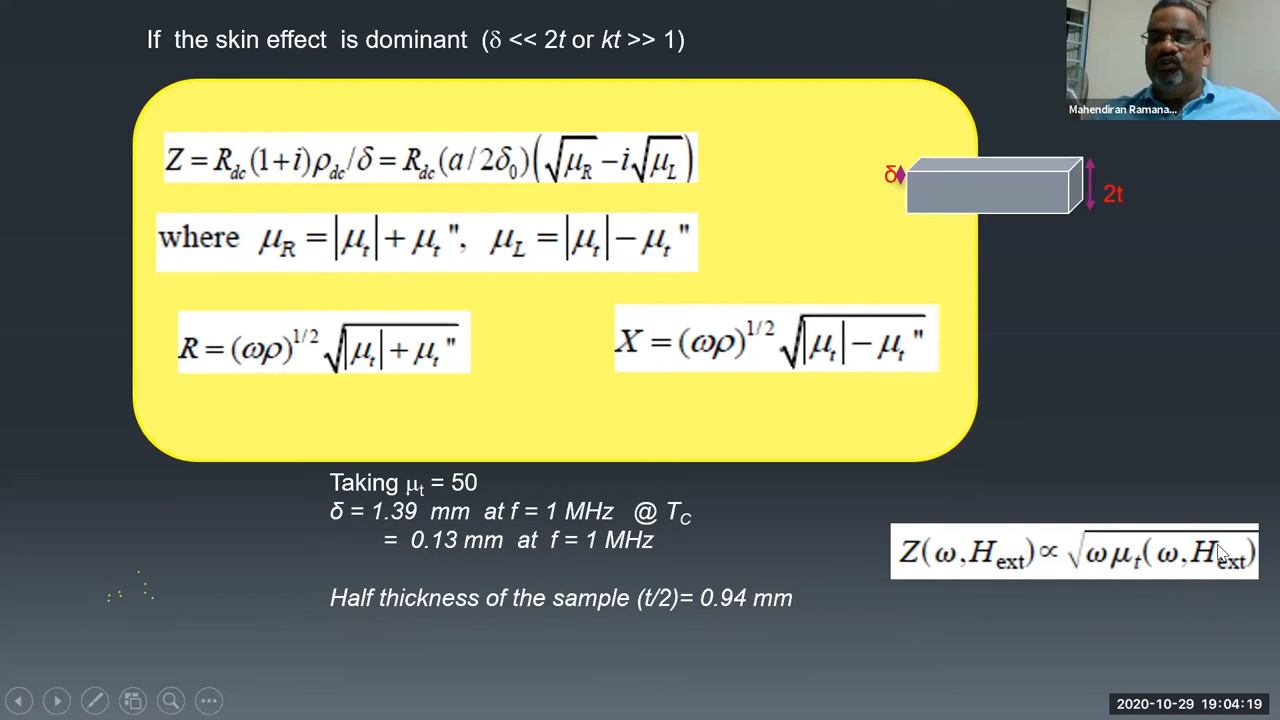 If the skin effect is dominant (δ << 2t or kt >> 1)
Mahendiran Ramana...
Z = R_dc(1+i)ρ_dc/δ = R_dc(a/2δ_0)(√μ_R − i√μ_L)
δ
2t
where μ_R = |μ_t| + μ_t", μ_L = |μ_t| − μ_t"
R = (ωρ)^{1/2} √(|μ_t| + μ_t")
X = (ωρ)^{1/2} √(|μ_t| − μ_t")
Taking μ_t = 50
δ = 1.39 mm at f = 1 MHz @ T_C
= 0.13 mm at f = 1 MHz
Z(ω,H_ext) ∝ √(ωμ_t(ω,H_ext))
Half thickness of the sample (t/2)= 0.94 mm
2020-10-29 19:04:19